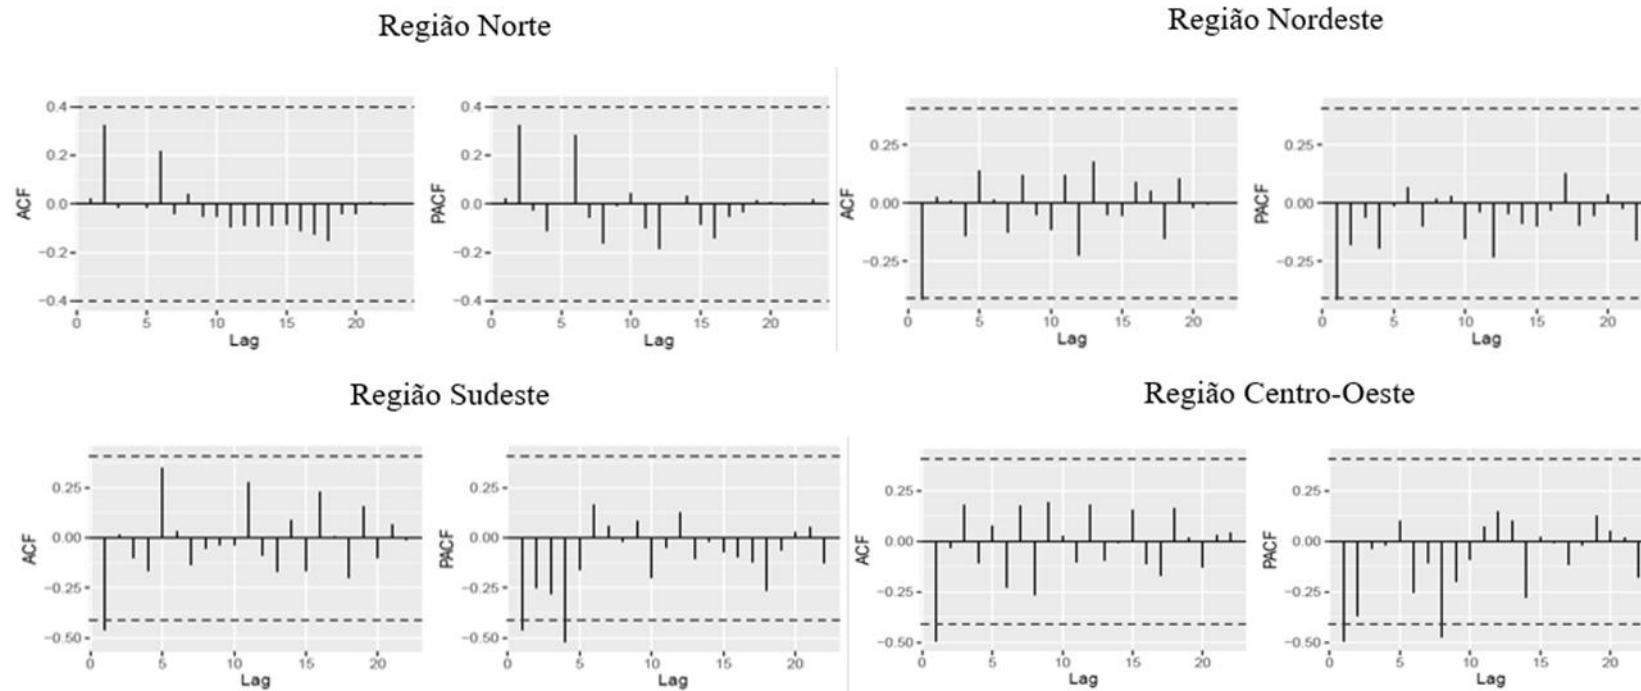 Região Norte
ACF
0.4
0.2
0.0
−0.2
−0.4
0 5 10 15 20
Lag
PACF
0.4
0.2
0.0
−0.2
−0.4
0 5 10 15 20
Lag
Região Nordeste
ACF
0.25
0.00
−0.25
0 5 10 15 20
Lag
PACF
0.25
0.00
−0.25
0 5 10 15 20
Lag
Região Sudeste
ACF
0.25
0.00
−0.25
−0.50
0 5 10 15 20
Lag
PACF
0.25
0.00
−0.25
−0.50
0 5 10 15 20
Lag
Região Centro-Oeste
ACF
0.25
0.00
−0.25
−0.50
0 5 10 15 20
Lag
PACF
0.25
0.00
−0.25
−0.50
0 5 10 15 20
Lag